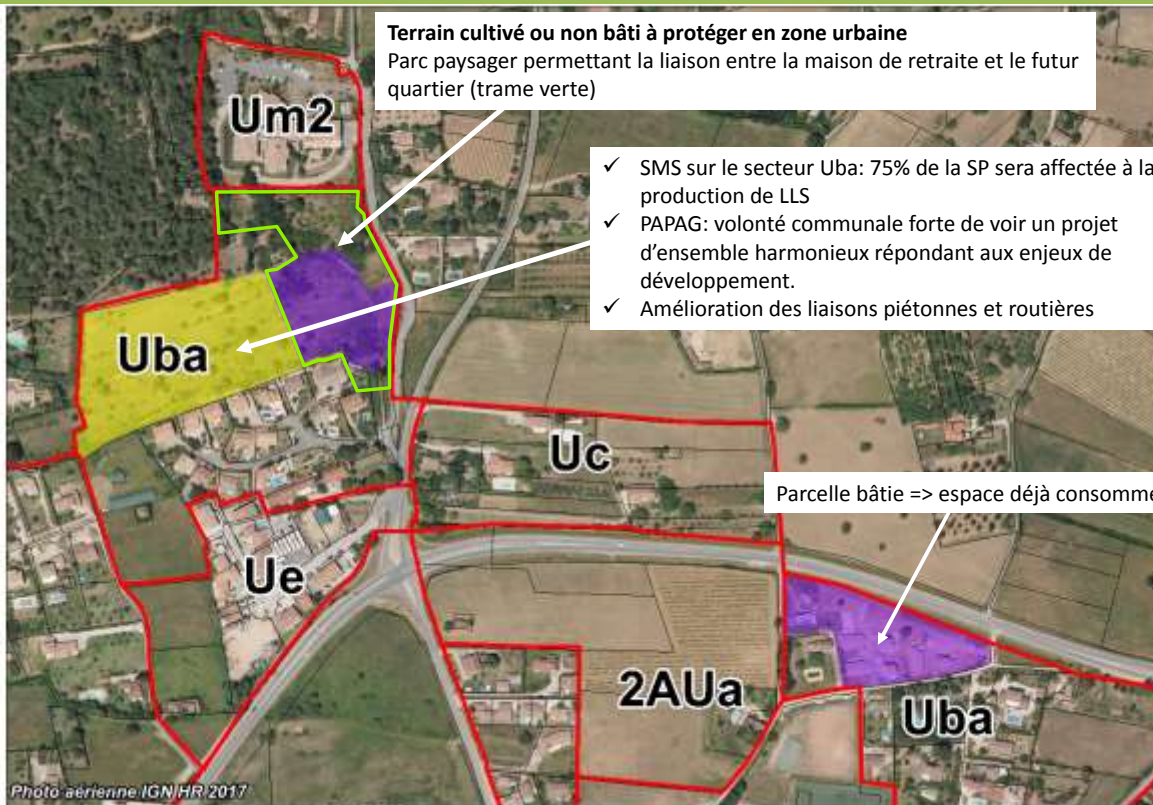 Terrain cultivé ou non bâti à protéger en zone urbaine
Parc paysager permettant la liaison entre la maison de retraite et le futur
quartier (trame verte)
Um2
✓ SMS sur le secteur Uba: 75% de la SP sera affectée à la
production de LLS
✓ PAPAG: volonté communale forte de voir un projet
d’ensemble harmonieux répondant aux enjeux de
développement.
✓ Amélioration des liaisons piétonnes et routières
Uba
Uc
Parcelle bâtie => espace déjà consommé
Ue
2AUa
Uba
Photo aérienne IGN HR 2017